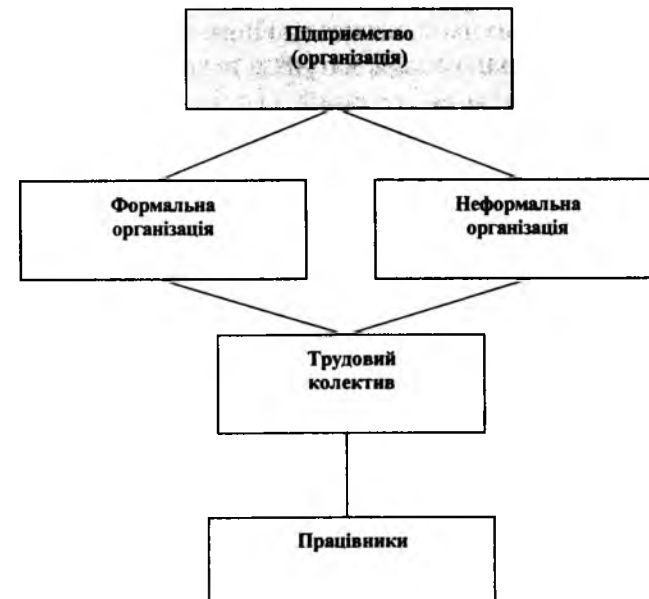 Підприємство
(організація)
Формальна
організація
Неформальна
організація
Трудовий
колектив
Працівники